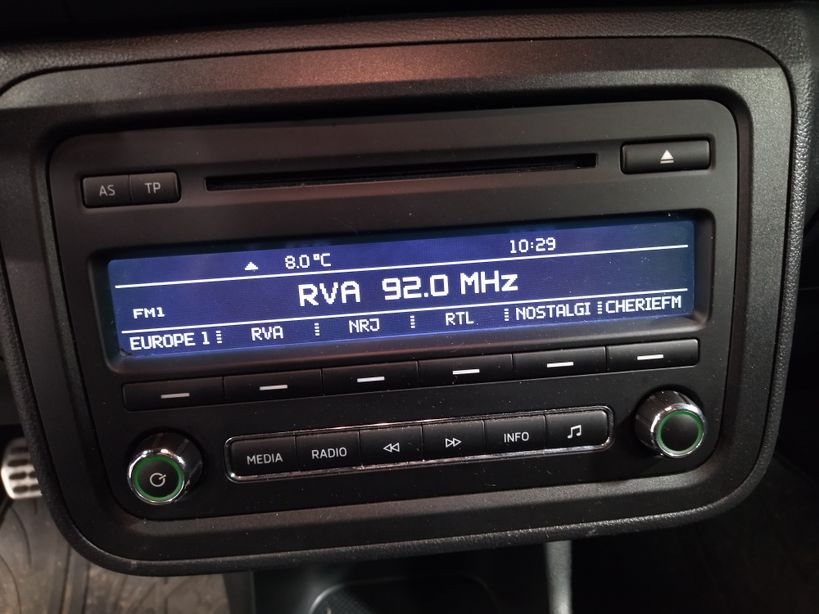 AS TP
8.0°C 10:29
RVA 92.0 MHz
FM1
EUROPE 1 RVA NRJ RTL NOSTALGI CHERIEFM
MEDIA RADIO INFO